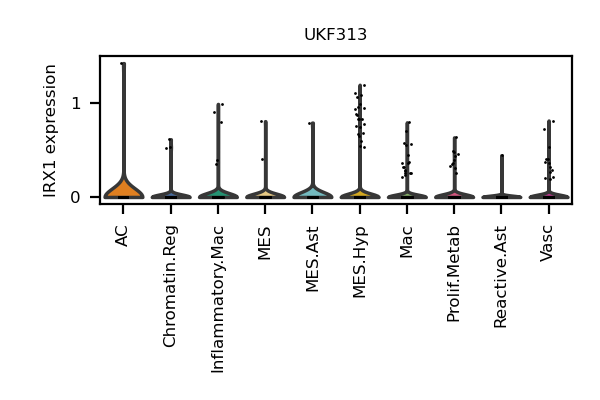 UKF313
IRX1 expression
1
0
AC
Chromatin.Reg
Inflammatory.Mac
MES
MES.Ast
MES.Hyp
Mac
Prolif.Metab
Reactive.Ast
Vasc